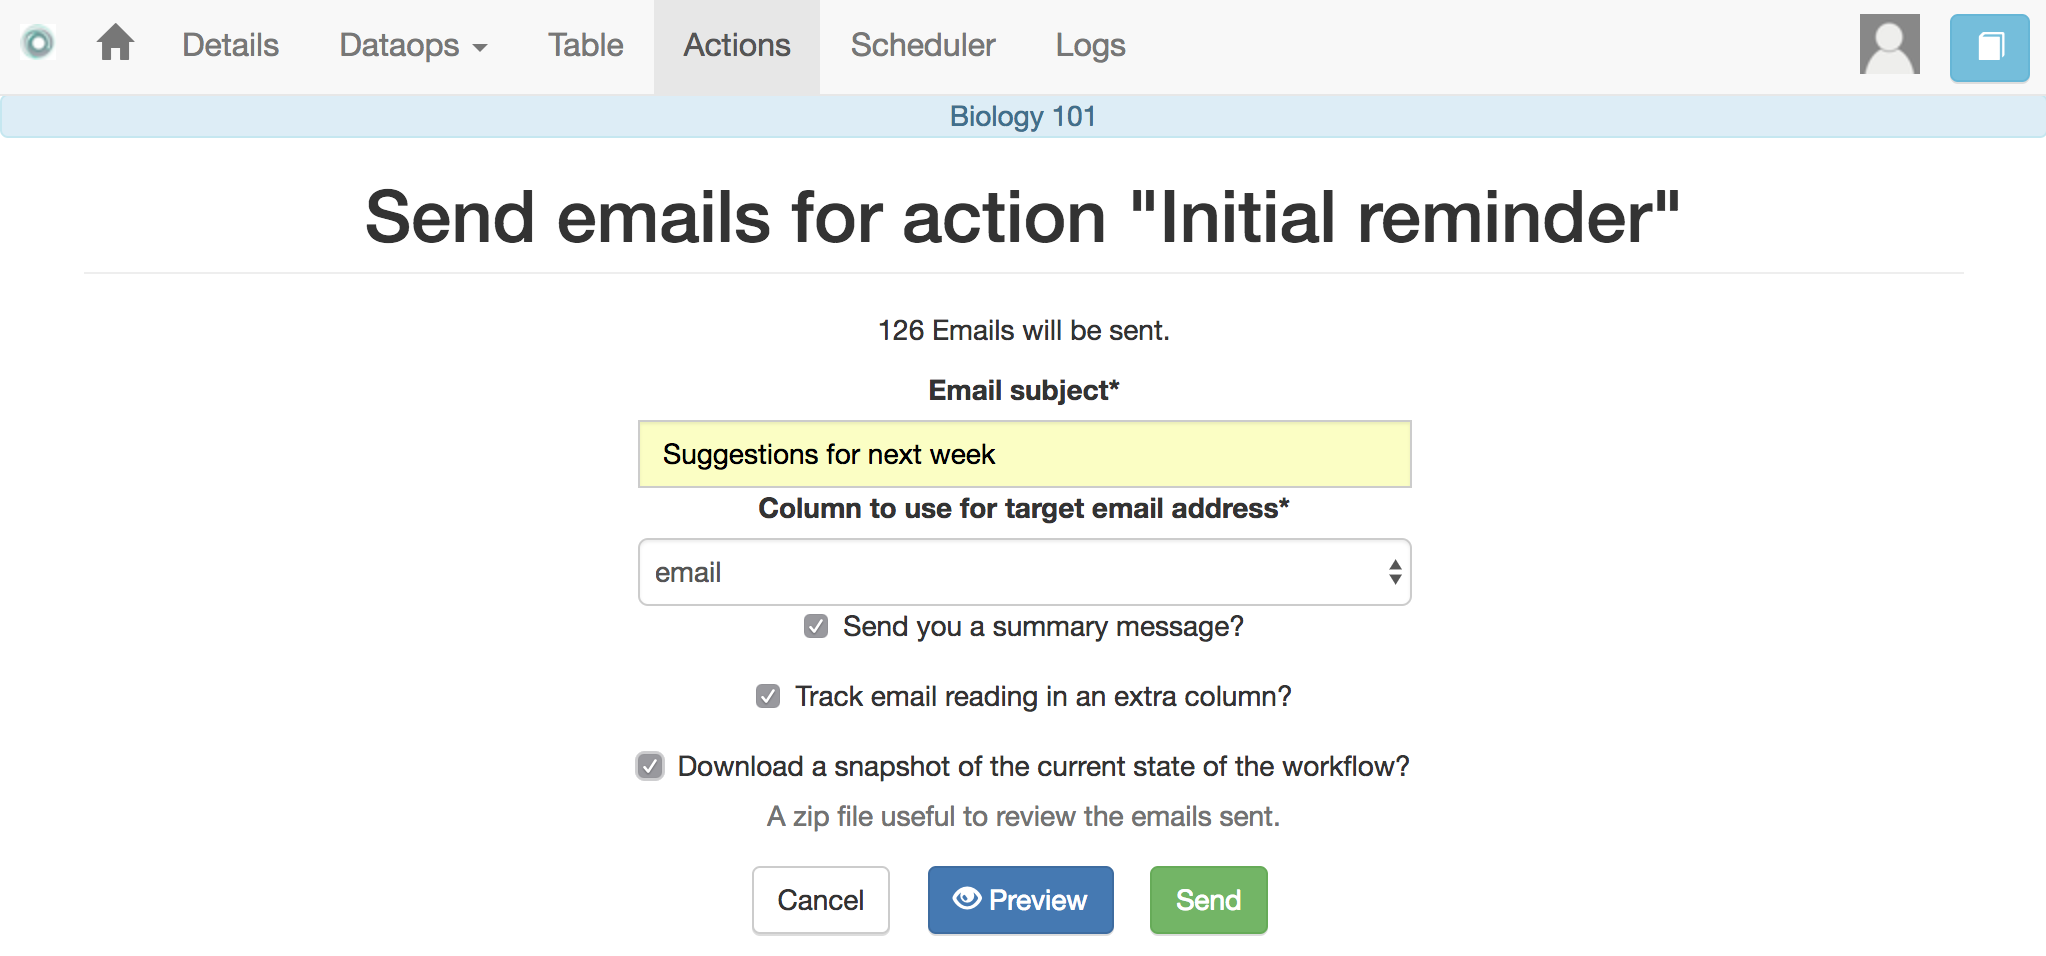 Details Dataops Table Actions Scheduler Logs
Biology 101
Send emails for action "Initial reminder"
126 Emails will be sent.
Email subject*
Suggestions for next week
Column to use for target email address*
email
Send you a summary message?
Track email reading in an extra column?
Download a snapshot of the current state of the workflow?
A zip file useful to review the emails sent.
Cancel Preview Send